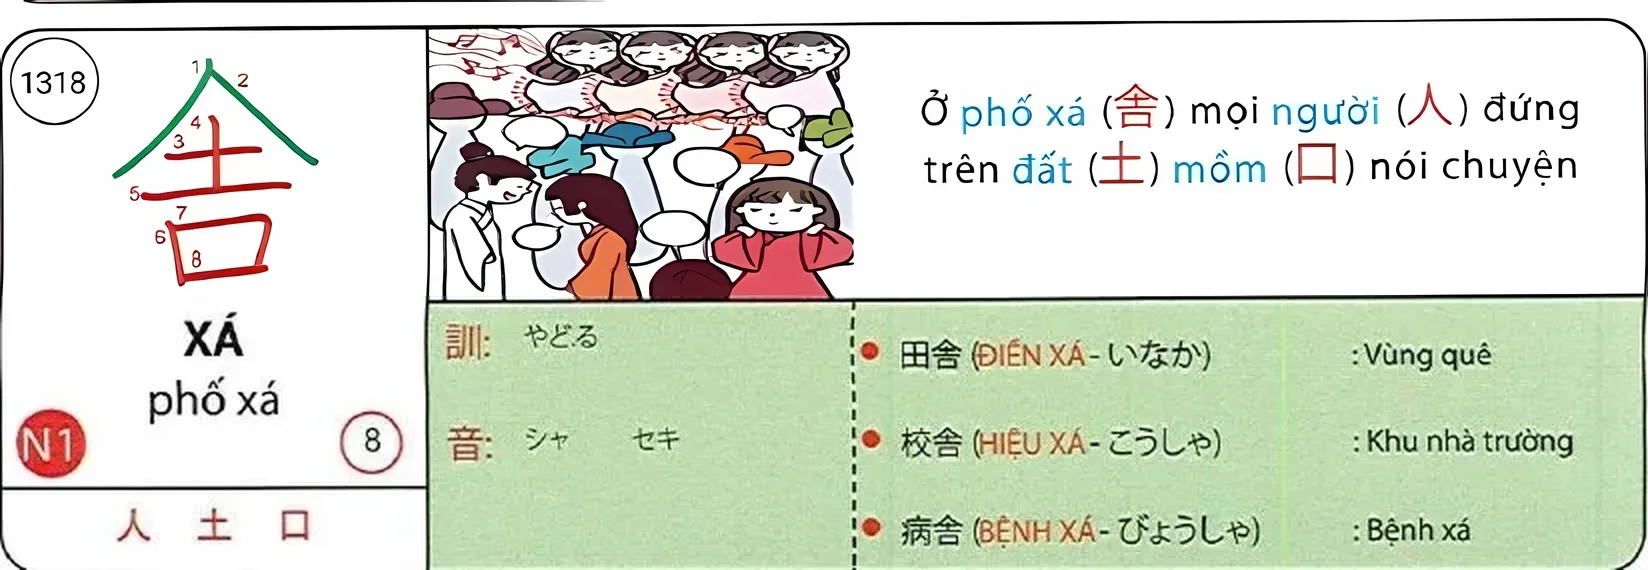 1318
1
2
3
4
5
6
7
8
舎
XÁ
phố xá
N1
8
人 土 口
Ở phố xá (舎) mọi người (人) đứng
trên đất (土) mồm (口) nói chuyện
訓: やどる
音: シャ セキ
田舎 (ĐIỀN XÁ - いなか) : Vùng quê
校舎 (HIỆU XÁ - こうしゃ) : Khu nhà trường
病舎 (BỆNH XÁ - びょうしゃ) : Bệnh xá